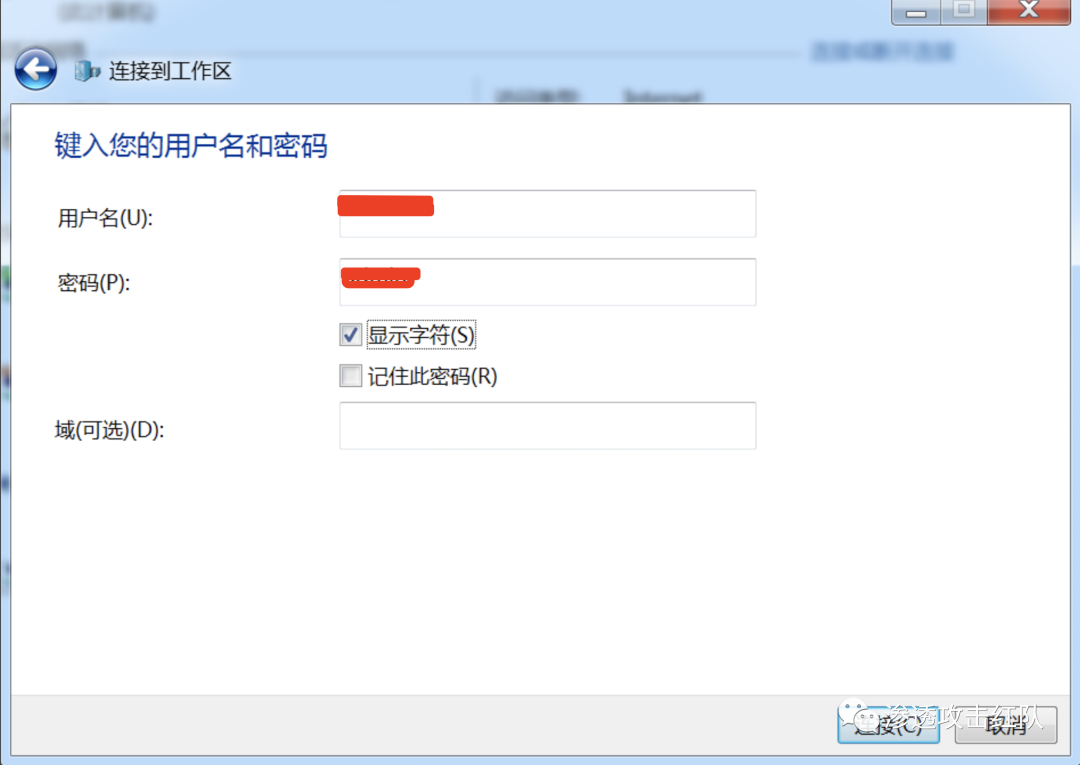 连接到工作区
键入您的用户名和密码
用户名(U):
密码(P):
显示字符(S)
记住此密码(R)
域(可选)(D):
连接(C)
取消
渗透攻击红队